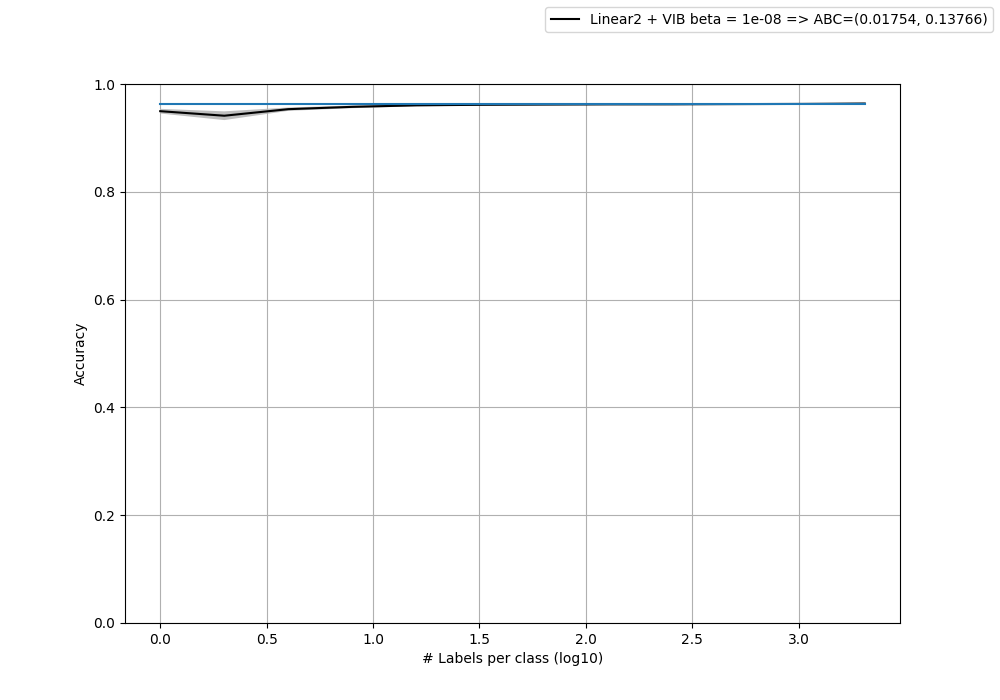 Linear2 + VIB beta = 1e-08 => ABC=(0.01754, 0.13766)
1.0
0.8
0.6
0.4
0.2
0.0
Accuracy
0.0 0.5 1.0 1.5 2.0 2.5 3.0
# Labels per class (log10)